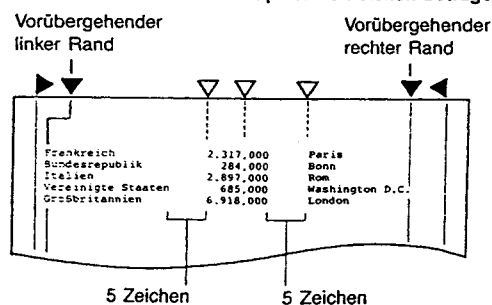 Vorübergehender
linker Rand
Vorübergehender
rechter Rand
Frankreich 2.317,000 Paris
Bundesrepublik 284,000 Bonn
Italien 2.897,000 Rom
Vereinigte Staaten 685,000 Washington D.C.
Großbritannien 6.918,000 London
5 Zeichen 5 Zeichen